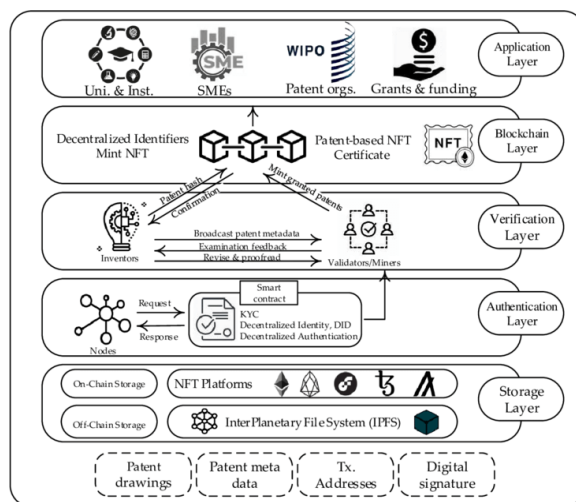 WIPO
SME
Uni. & Inst.
SMEs
Patent orgs.
Grants & funding
Application
Layer
Decentralized Identifiers
Mint NFT
Patent-based NFT
Certificate
NFT
Blockchain
Layer
Patent hash
Confirmation
Mint granted patents
Broadcast patent metadata
Examination feedback
Revise & proofread
Inventors
Validators/Miners
Verification
Layer
Smart
contract
Request
Response
Nodes
KYC
Decentralized Identity, DID
Decentralized Authentication
Authentication
Layer
On-Chain Storage
NFT Platforms
Off-Chain Storage
InterPlanetary File System (IPFS)
Storage
Layer
Patent
drawings
Patent meta
data
Tx.
Addresses
Digital
signature